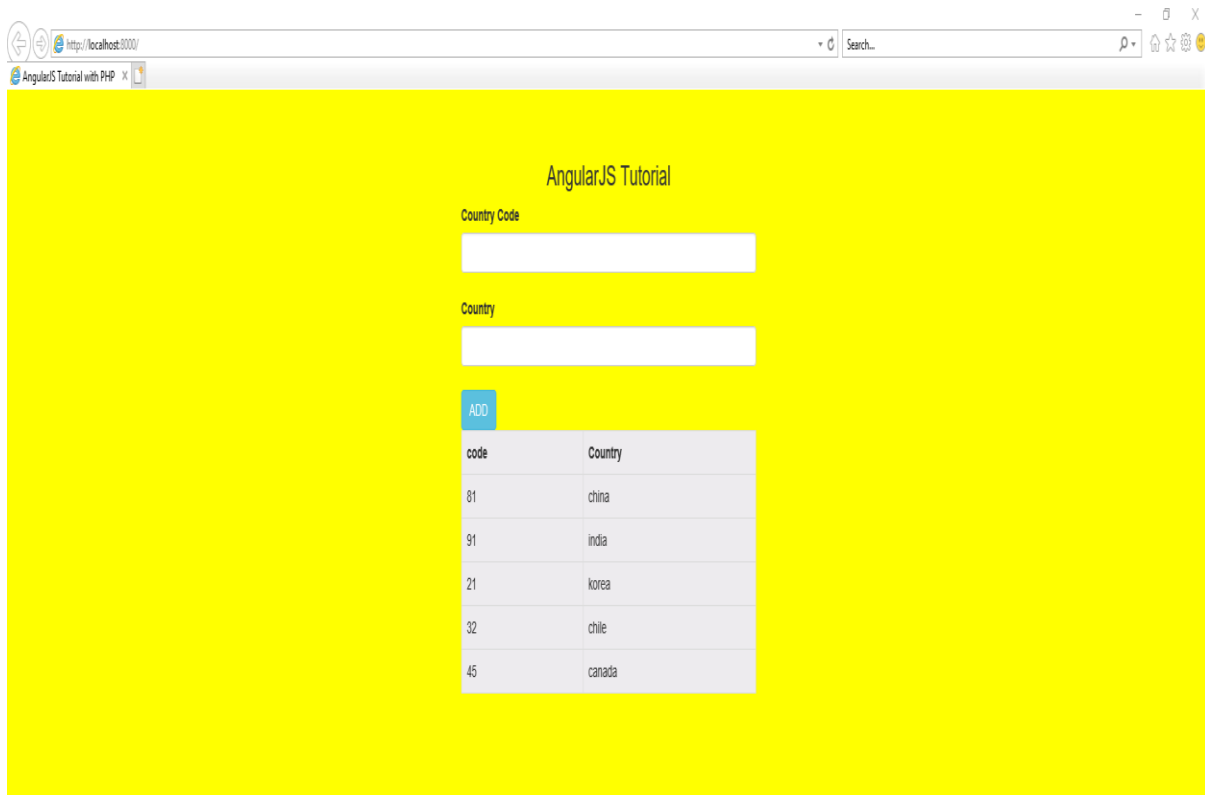 http://localhost:8000/
Search...
AngularJS Tutorial with PHP
AngularJS Tutorial
Country Code
Country
ADD
code Country
81 china
91 india
21 korea
32 chile
45 canada